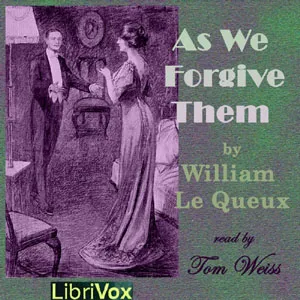 As We
Forgive
Them
by
William
Le Queux
read by
Tom Weiss
LibriVox